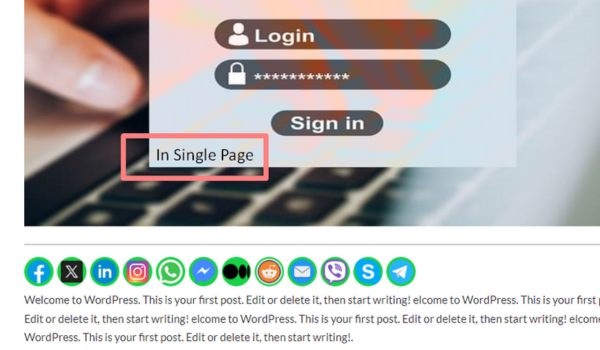 Login
***********
Sign in
In Single Page
Welcome to WordPress. This is your first post. Edit or delete it, then start writing! elcome to WordPress. This is your first
Edit or delete it, then start writing! elcome to WordPress. This is your first post. Edit or delete it, then start writing! elcome
WordPress. This is your first post. Edit or delete it, then start writing!.